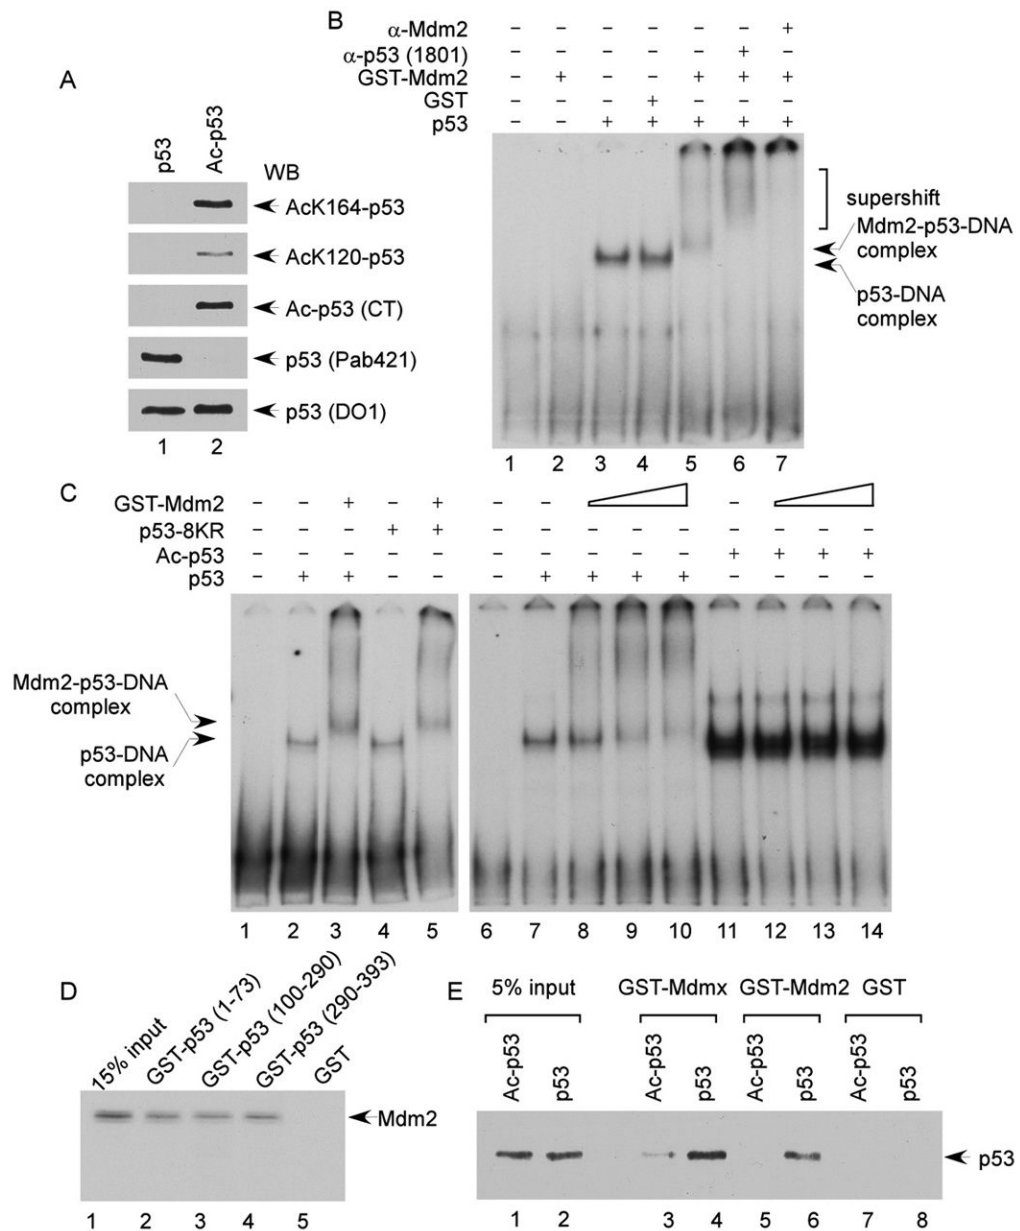 A
p53
Ac-p53
WB
AcK164-p53
AcK120-p53
Ac-p53 (CT)
p53 (Pab421)
p53 (DO1)
1 2
B
α-Mdm2 – – – – – – +
α-p53 (1801) – – – – – + –
GST-Mdm2 – + – – + + +
GST – – – + – – –
p53 – – + + + + +
supershift
Mdm2-p53-DNA
complex
p53-DNA
complex
1 2 3 4 5 6 7
C
GST-Mdm2 – – + – + – – –
p53-8KR – – – + + – – – – – – – – –
Ac-p53 – – – – – – – – – – + + + +
p53 – + + – – – + + + + – – – –
Mdm2-p53-DNA
complex
p53-DNA
complex
1 2 3 4 5 6 7 8 9 10 11 12 13 14
D
15% input
GST-p53 (1-73)
GST-p53 (100-290)
GST-p53 (290-393)
GST
Mdm2
1 2 3 4 5
E
5% input GST-Mdmx GST-Mdm2 GST
Ac-p53
p53
Ac-p53
p53
Ac-p53
p53
Ac-p53
p53
p53
1 2 3 4 5 6 7 8